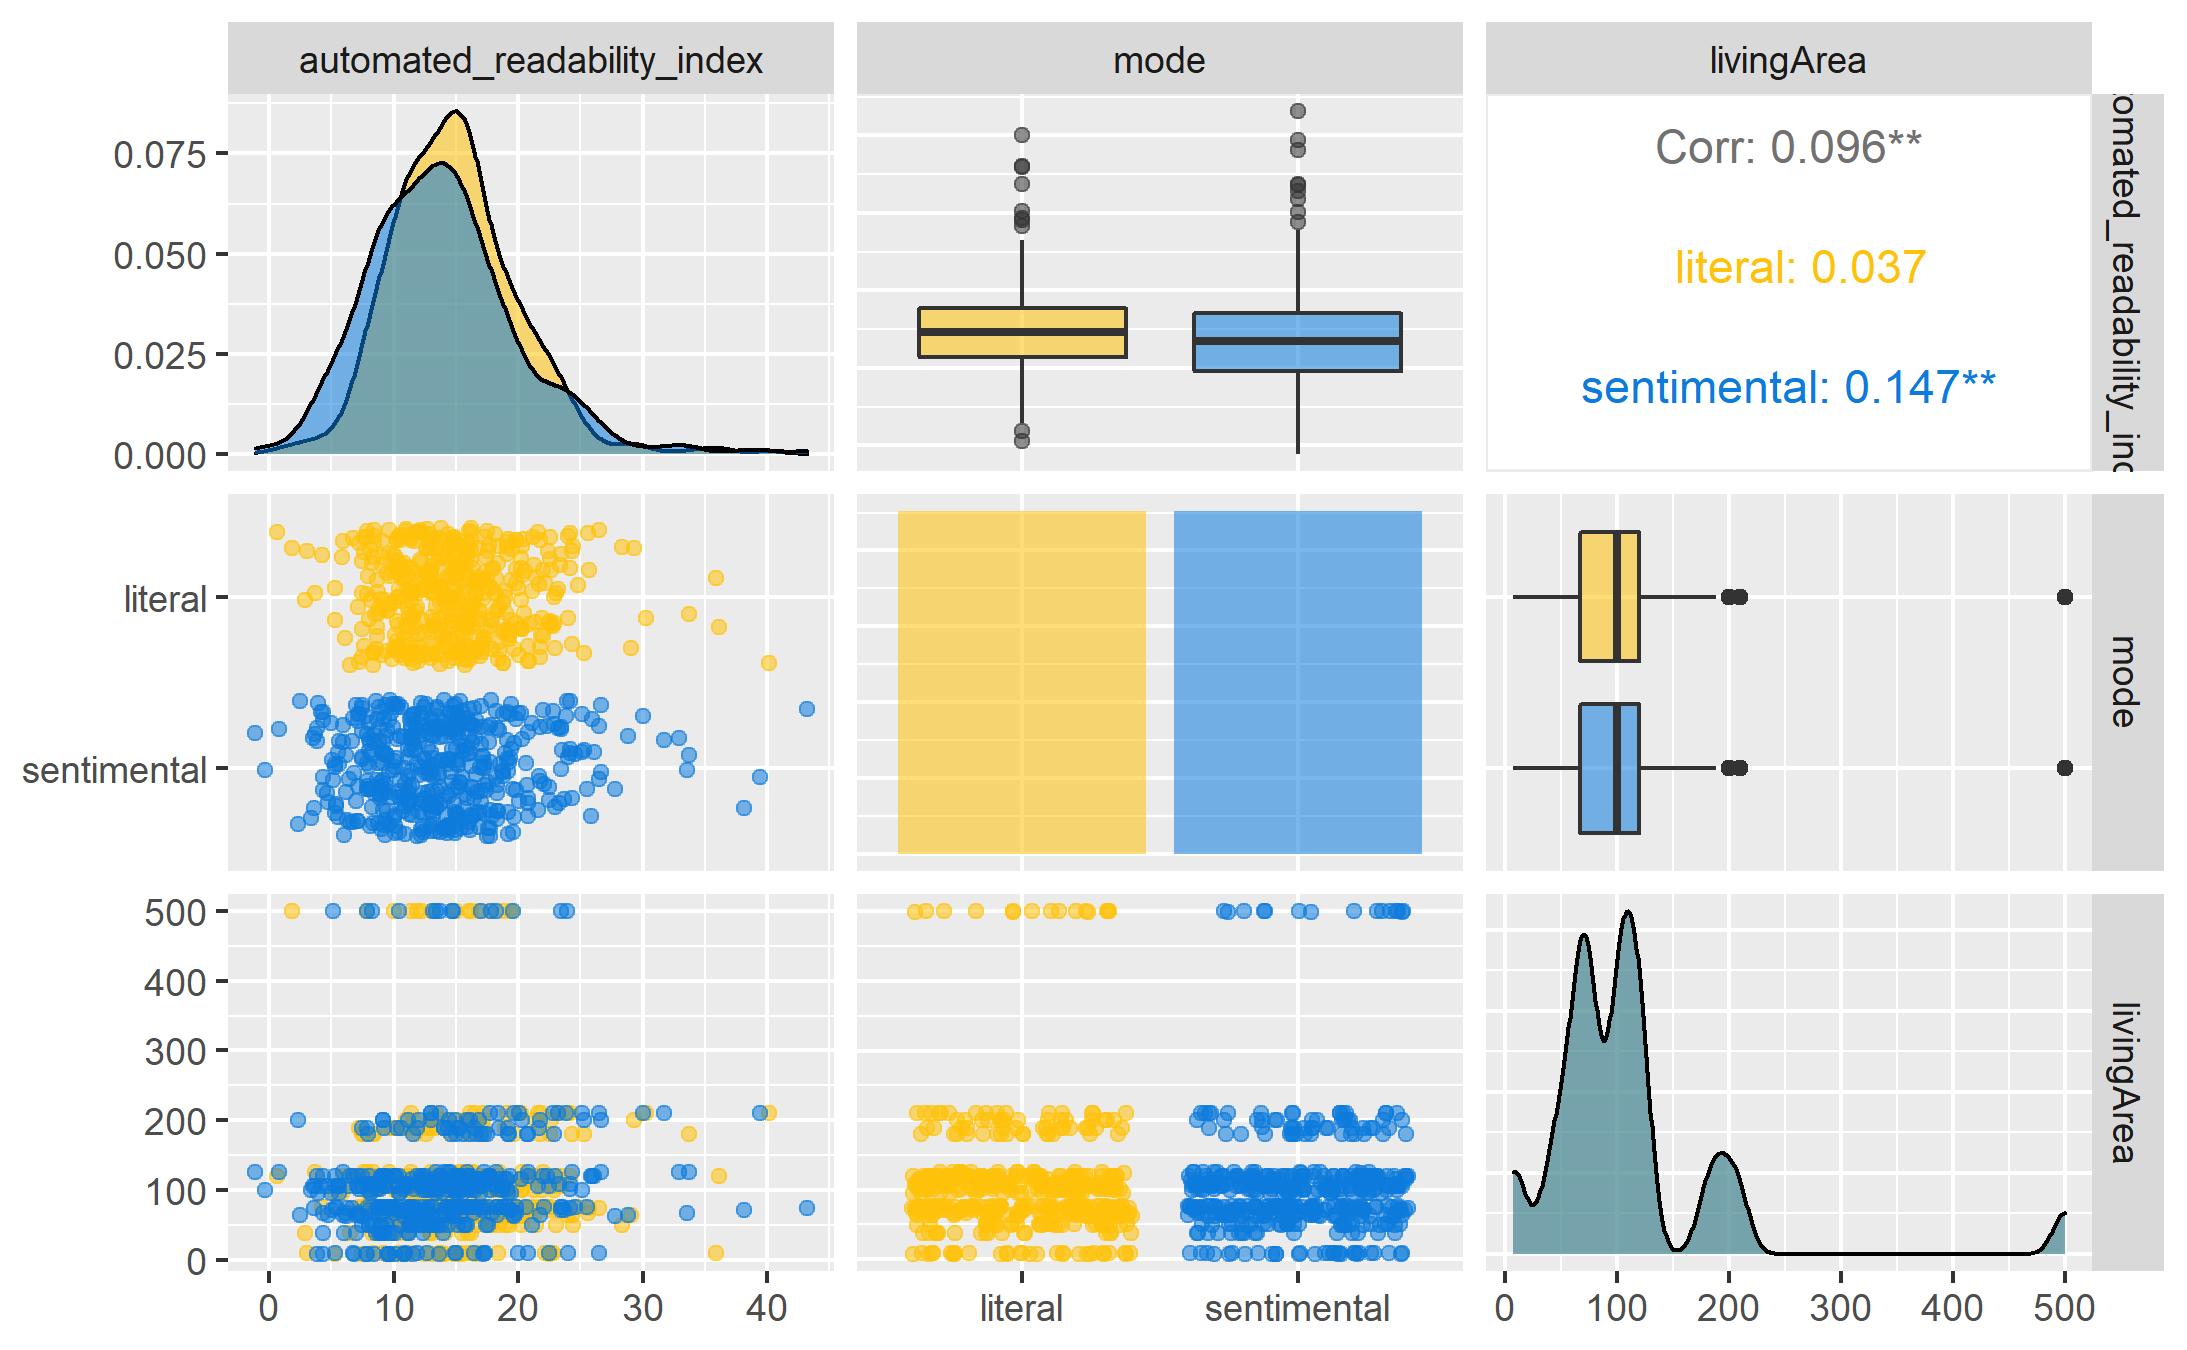 automated_readability_index mode livingArea
0.075
0.050
0.025
0.000
Corr: 0.096**
literal: 0.037
sentimental: 0.147**
omated_readability_inc
literal
sentimental
mode
500
400
300
200
100
0
livingArea
0 10 20 30 40
literal sentimental
0 100 200 300 400 500